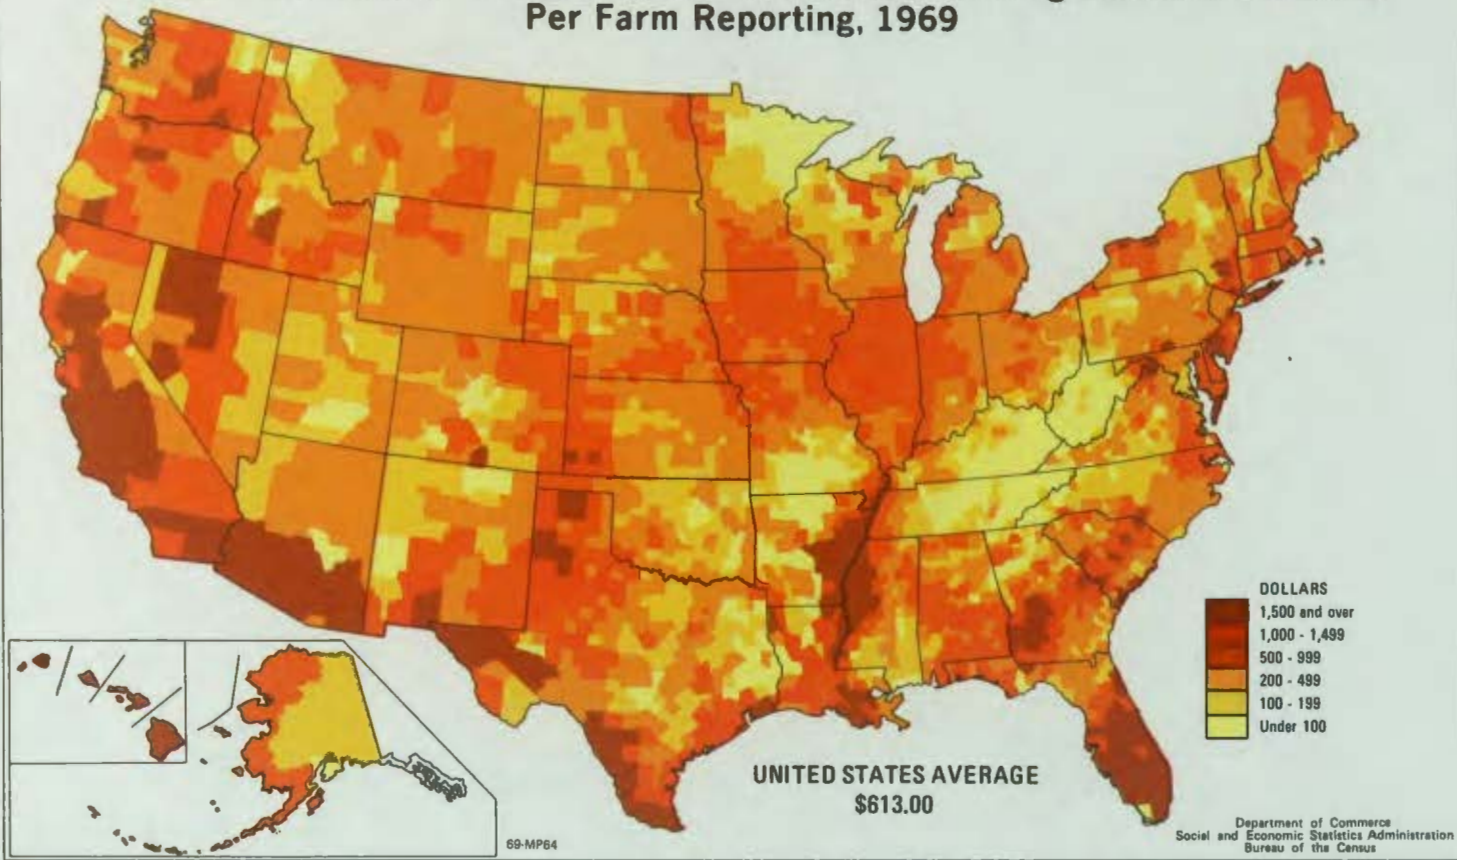 Per Farm Reporting, 1969
DOLLARS
1,500 and over
1,000 - 1,499
500 - 999
200 - 499
100 - 199
Under 100
UNITED STATES AVERAGE
$613.00
69-MP64
Department of Commerce
Social and Economic Statistics Administration
Bureau of the Census